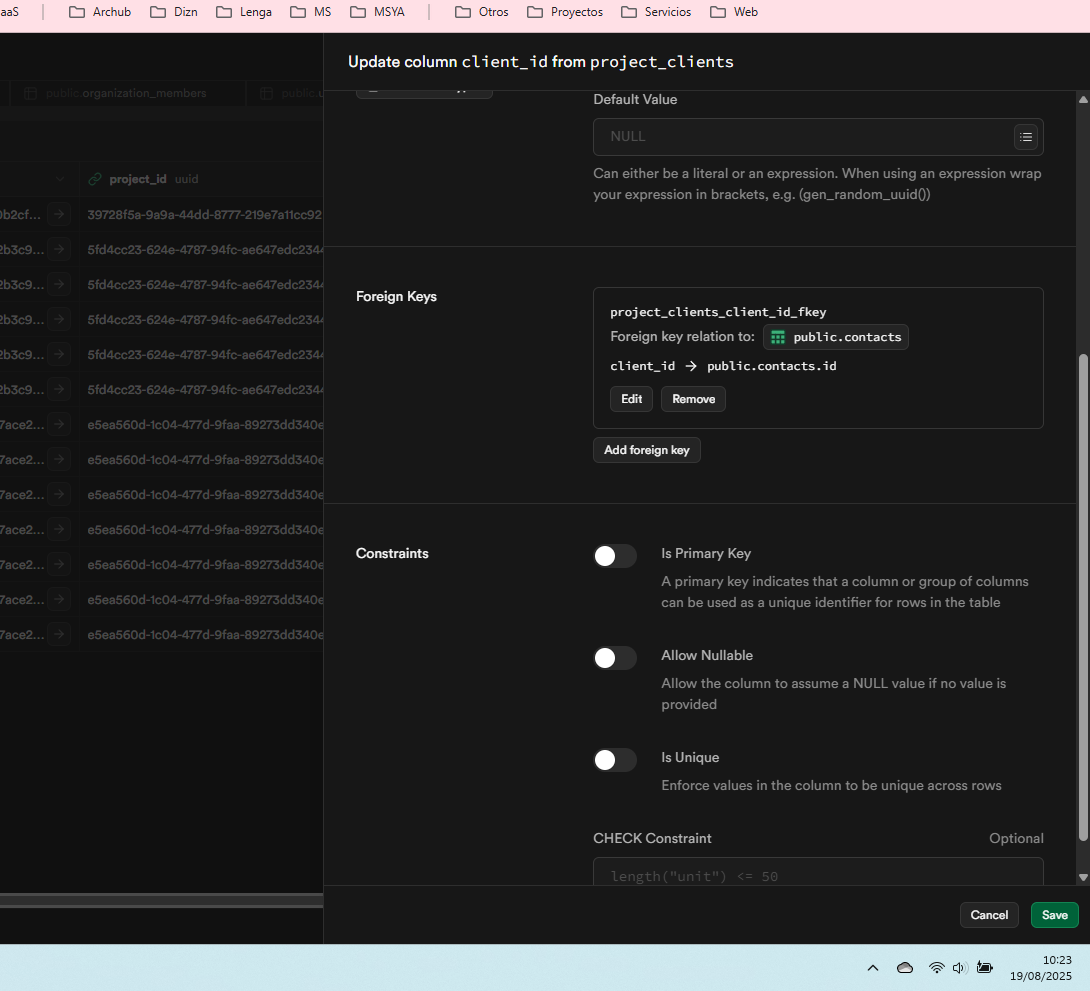 aaS | Archub Dizn Lenga MS MSYA | Otros Proyectos Servicios Web
Update column client_id from project_clients
public.organization_members
Default Value
NULL
Can either be a literal or an expression. When using an expression wrap
your expression in brackets, e.g. (gen_random_uuid())
project_id uuid
0b2cf... 39728f5a-9a9a-44dd-8777-219e7a11cc92
2b3c9... 5fd4cc23-624e-4787-94fc-ae647edc2344
2b3c9... 5fd4cc23-624e-4787-94fc-ae647edc2344
2b3c9... 5fd4cc23-624e-4787-94fc-ae647edc2344
2b3c9... 5fd4cc23-624e-4787-94fc-ae647edc2344
2b3c9... 5fd4cc23-624e-4787-94fc-ae647edc2344
7ace2... e5ea560d-1c04-477d-9faa-89273dd340e
7ace2... e5ea560d-1c04-477d-9faa-89273dd340e
7ace2... e5ea560d-1c04-477d-9faa-89273dd340e
7ace2... e5ea560d-1c04-477d-9faa-89273dd340e
7ace2... e5ea560d-1c04-477d-9faa-89273dd340e
7ace2... e5ea560d-1c04-477d-9faa-89273dd340e
7ace2... e5ea560d-1c04-477d-9faa-89273dd340e
Foreign Keys
project_clients_client_id_fkey
Foreign key relation to: public.contacts
client_id → public.contacts.id
Edit Remove
Add foreign key
Constraints
Is Primary Key
A primary key indicates that a column or group of columns
can be used as a unique identifier for rows in the table
Allow Nullable
Allow the column to assume a NULL value if no value is
provided
Is Unique
Enforce values in the column to be unique across rows
CHECK Constraint Optional
length("unit") <= 50
Cancel Save
10:23
19/08/2025